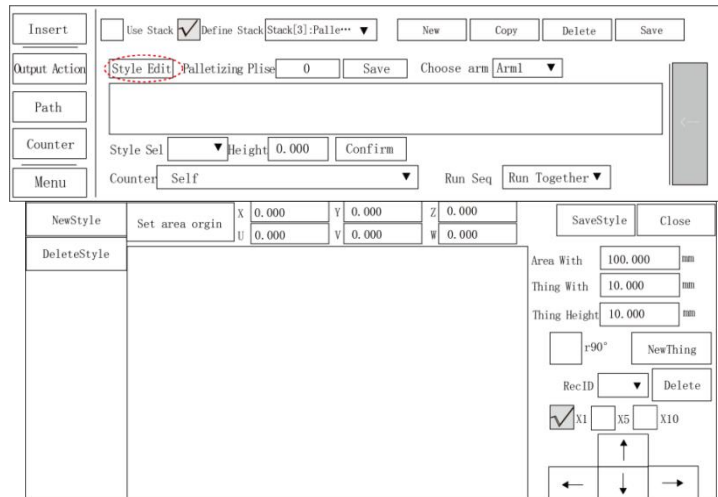 Insert Use Stack Define Stack Stack[3]:Palle… New Copy Delete Save
Output Action Style Edit Palletizing Plise 0 Save Choose arm Arm1
Path
Counter Style Sel Height 0.000 Confirm
Menu Counter Self Run Seq Run Together
NewStyle Set area orgin X 0.000 Y 0.000 Z 0.000 SaveStyle Close
U 0.000 V 0.000 W 0.000
DeleteStyle Area With 100.000 mm
Thing With 10.000 mm
Thing Height 10.000 mm
r90° NewThing
RecID Delete
X1 X5 X10